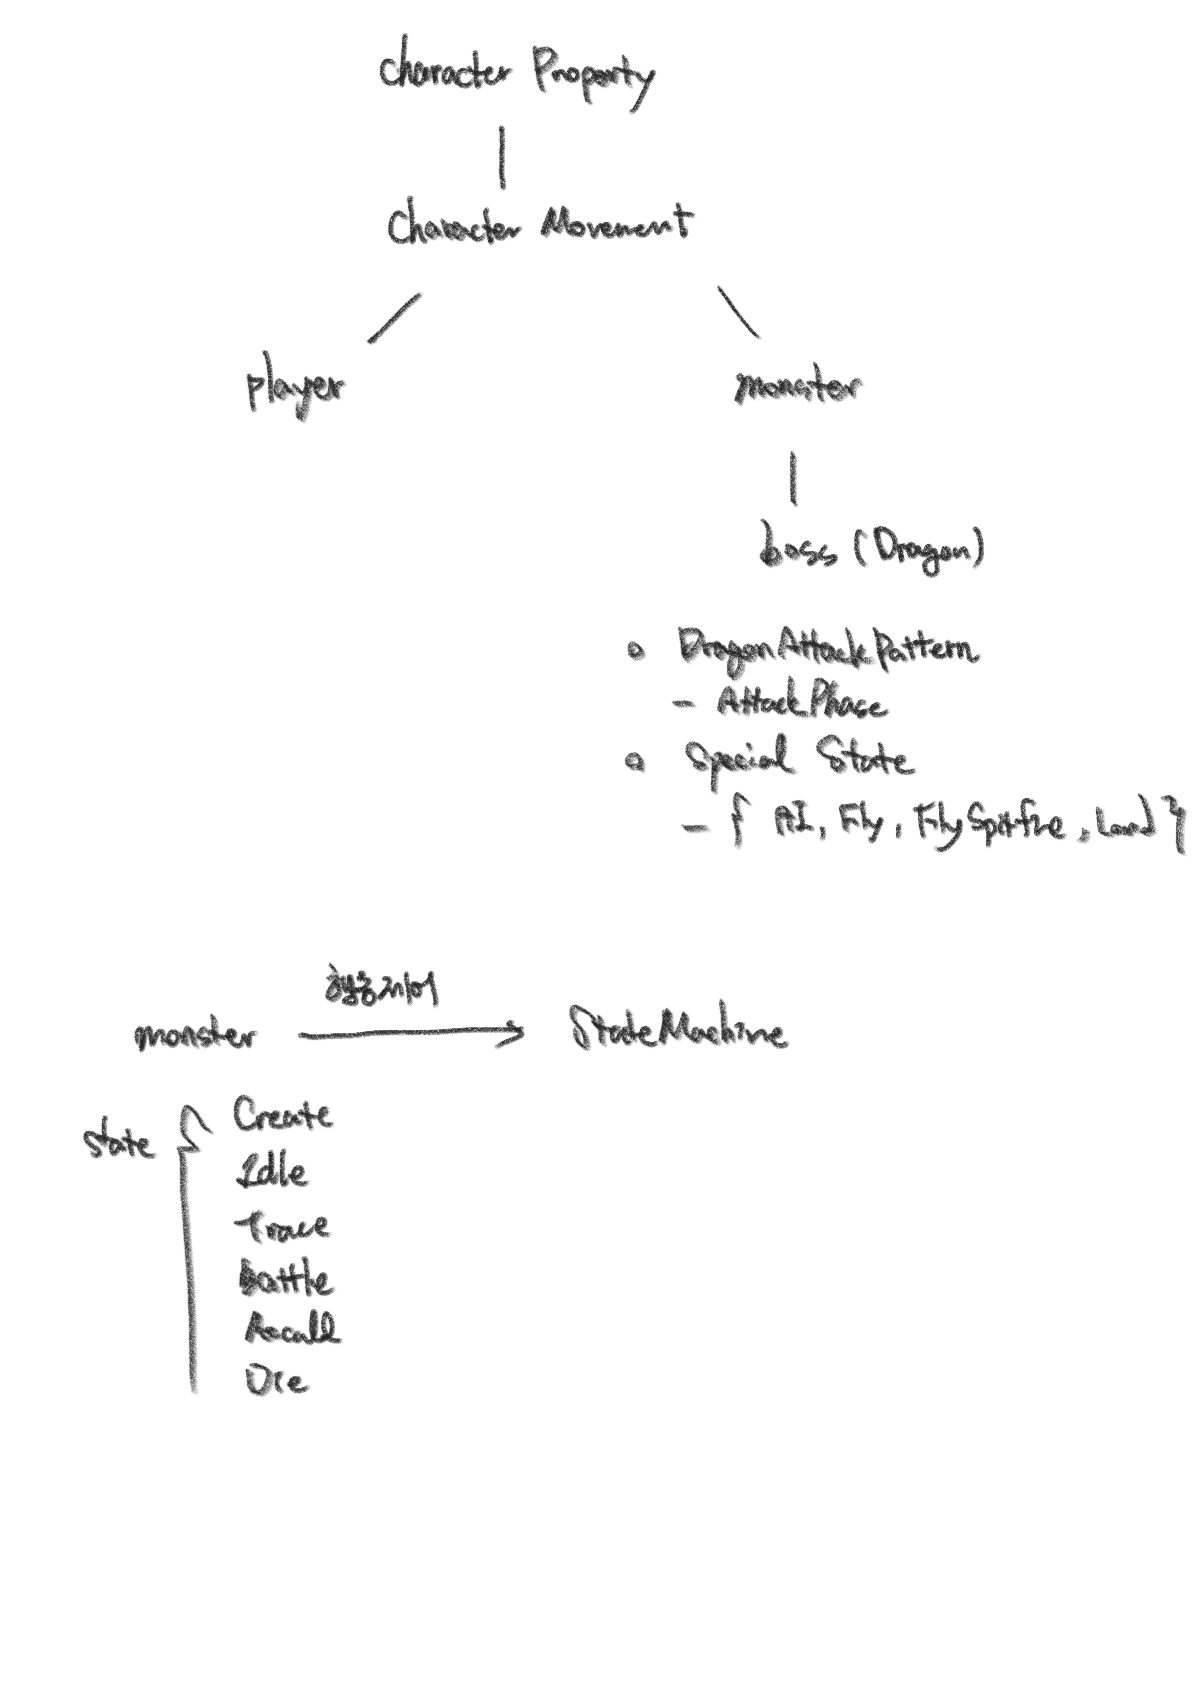 Character Property
Character Movement
player
monster
boss (Dragon)
DragonAttackPattern
- AttackPhase
Special State
- { AI, Fly, FlySpitfire, Land }
행동제어
monster → StateMachine
state { Create
Idle
Trace
Battle
Recall
Die